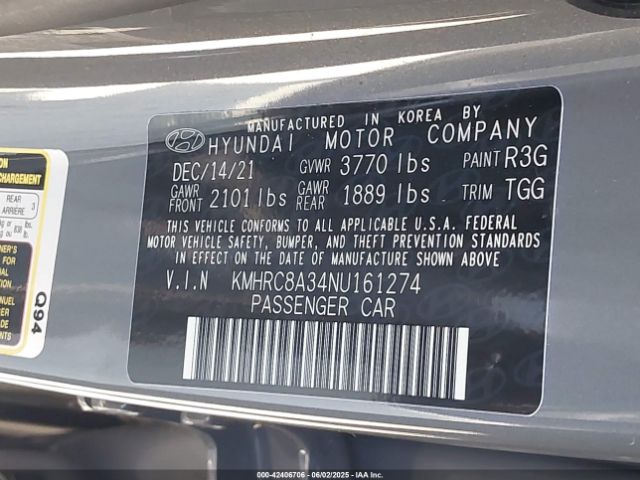 MANUFACTURED IN KOREA BY
HYUNDAI MOTOR COMPANY
DEC/14/21 GVWR 3770 lbs PAINT R3G
GAWR FRONT 2101 lbs GAWR REAR 1889 lbs TRIM TGG
THIS VEHICLE CONFORMS TO ALL APPLICABLE U.S.A. FEDERAL
MOTOR VEHICLE SAFETY, BUMPER, AND THEFT PREVENTION STANDARDS
IN EFFECT ON THE DATE OF MANUFACTURE SHOWN ABOVE
V.I.N KMHRC8A34NU161274
PASSENGER CAR
CHARGEMENT
REAR
ARRIÈRE 3
Q94
000-42406706 - 06/02/2025 - IAA Inc.